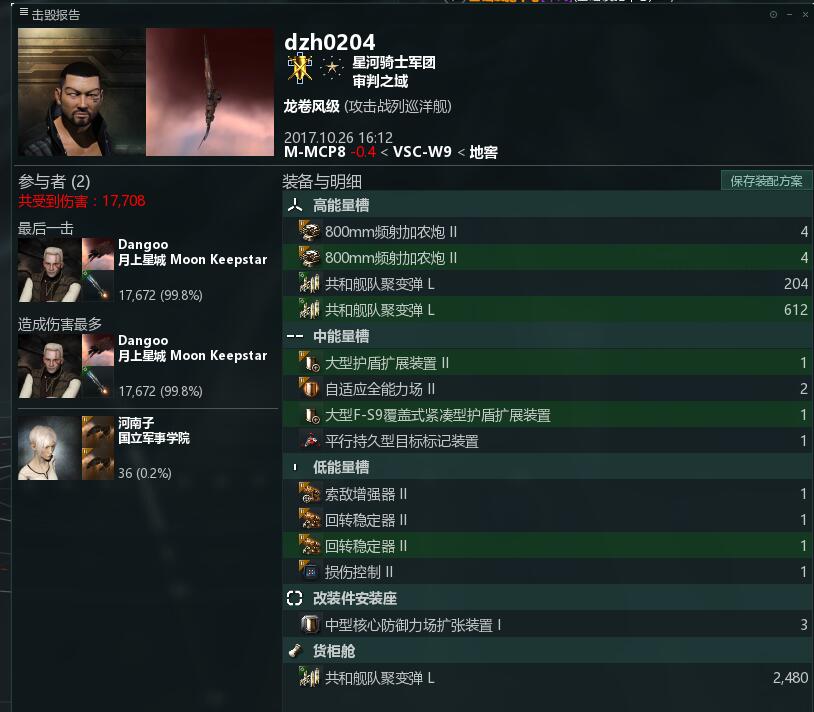 击毁报告
dzh0204
星河骑士军团
审判之域
龙卷风级 (攻击战列巡洋舰)
2017.10.26 16:12
M-MCP8 -0.4 < VSC-W9 < 地窖
参与者 (2)
共受到伤害：17,708
最后一击
Dangoo
月上星城 Moon Keepstar
17,672 (99.8%)
造成伤害最多
Dangoo
月上星城 Moon Keepstar
17,672 (99.8%)
河南子
国立军事学院
36 (0.2%)
装备与明细
保存装配方案
高能量槽
800mm频射加农炮 II 4
800mm频射加农炮 II 4
共和舰队聚变弹 L 204
共和舰队聚变弹 L 612
中能量槽
大型护盾扩展装置 II 1
自适应全能力场 II 2
大型F-S9覆盖式紧凑型护盾扩展装置 1
平行持久型目标标记装置 1
低能量槽
索敌增强器 II 1
回转稳定器 II 1
回转稳定器 II 1
损伤控制 II 1
改装件安装座
中型核心防御力场扩张装置 I 3
货柜舱
共和舰队聚变弹 L 2,480